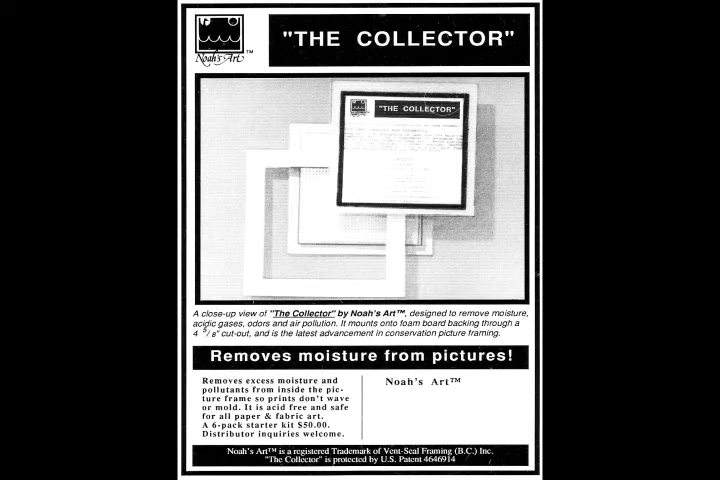 Noah's Art™
"THE COLLECTOR"
"THE COLLECTOR"
A close-up view of "The Collector" by Noah's Art™, designed to remove moisture,
acidic gases, odors and air pollution. It mounts onto foam board backing through a
4 5/8" cut-out, and is the latest advancement in conservation picture framing.
Removes moisture from pictures!
Removes excess moisture and
pollutants from inside the pic-
ture frame so prints don't wave
or mold. It is acid free and safe
for all paper & fabric art.
A 6-pack starter kit $50.00.
Distributor inquiries welcome.
Noah's Art™
Noah's Art™ is a registered Trademark of Vent-Seal Framing (B.C.) Inc.
"The Collector" is protected by U.S. Patent 4646914